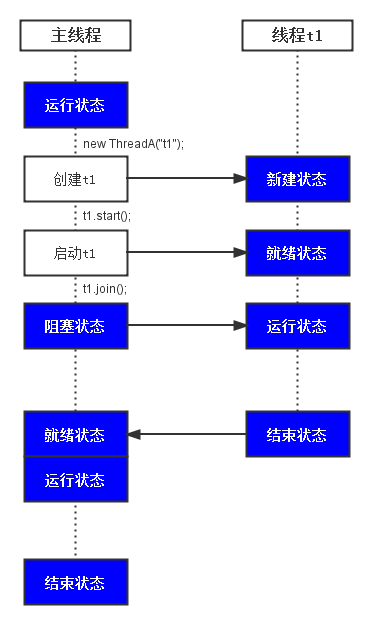 主线程
线程t1
运行状态
new ThreadA("t1");
创建t1
新建状态
t1.start();
启动t1
就绪状态
t1.join();
阻塞状态
运行状态
就绪状态
结束状态
运行状态
结束状态